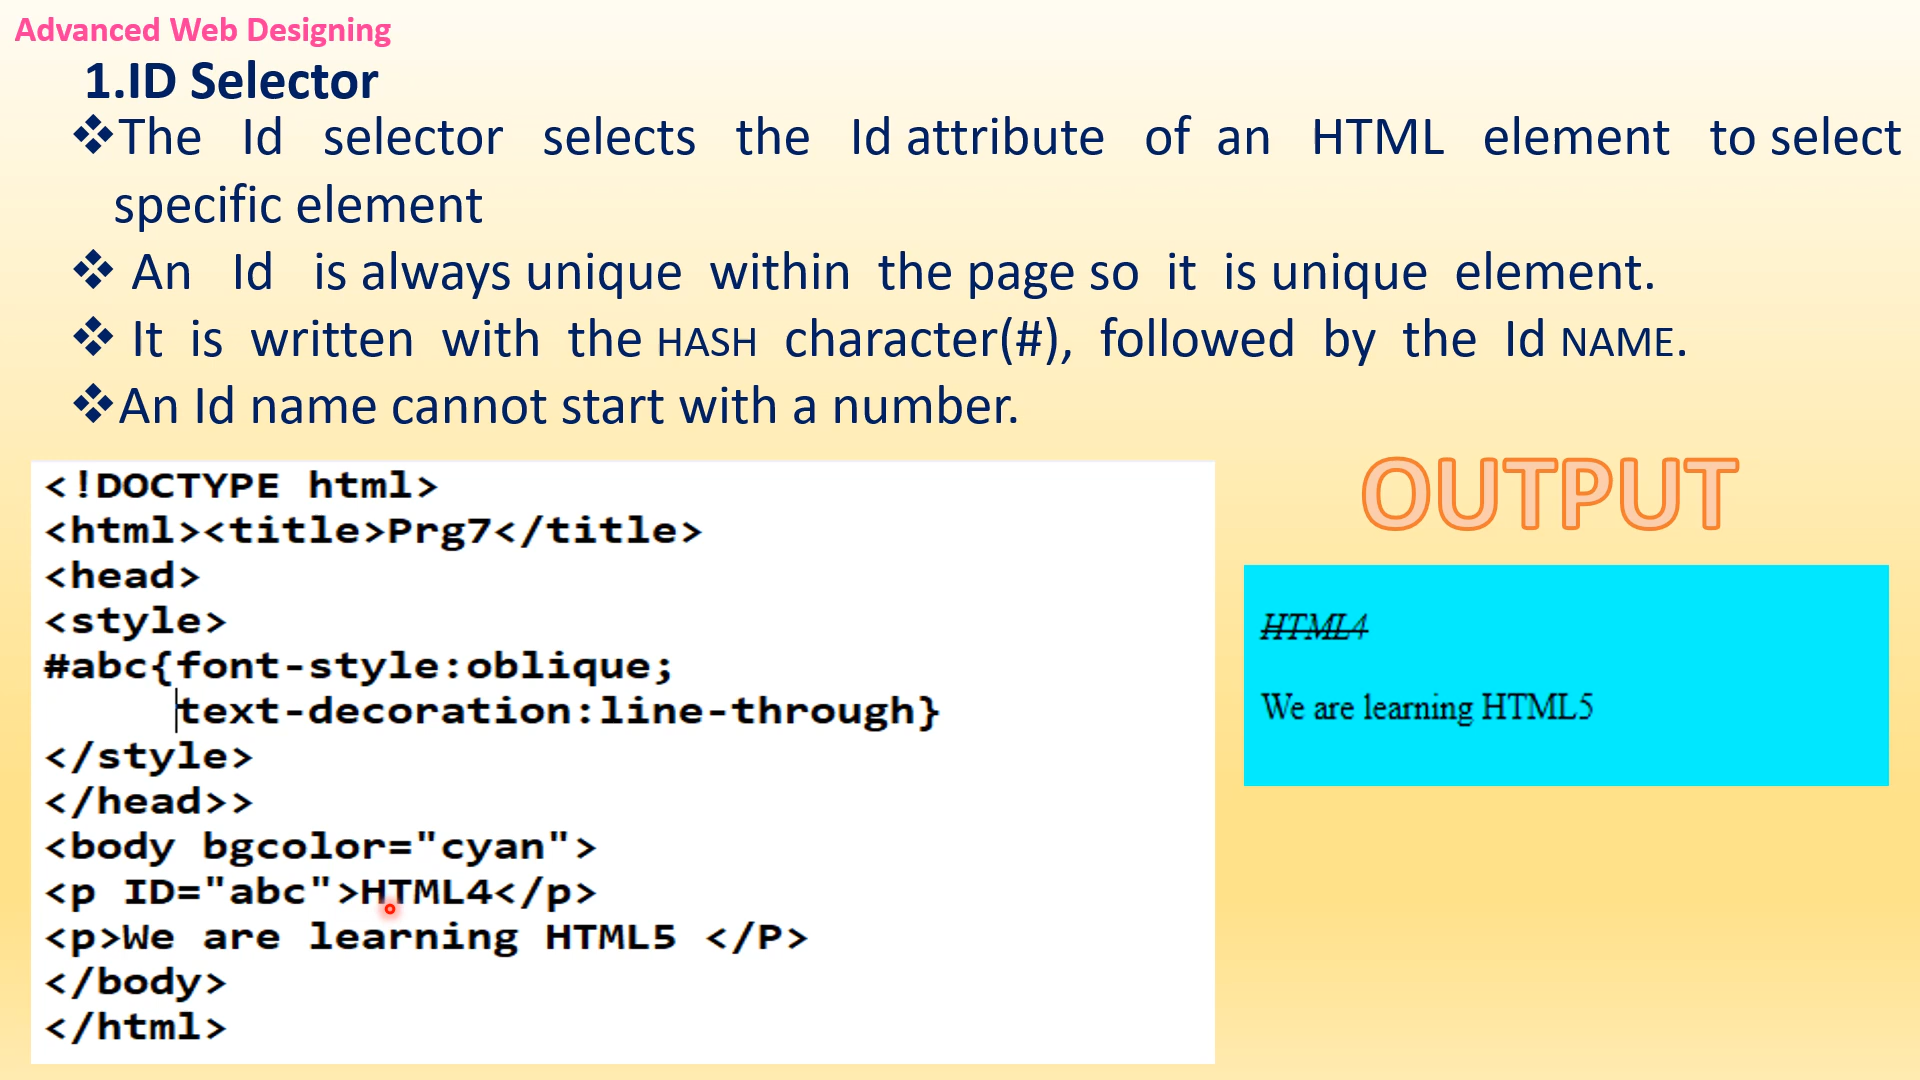 Advanced Web Designing
1.ID Selector
❖The Id selector selects the Id attribute of an HTML element to select
specific element
❖ An Id is always unique within the page so it is unique element.
❖ It is written with the HASH character(#), followed by the Id NAME.
❖An Id name cannot start with a number.
<!DOCTYPE html>
<html><title>Prg7</title>
<head>
<style>
#abc{font-style:oblique;
text-decoration:line-through}
</style>
</head>>
<body bgcolor="cyan">
<p ID="abc">HTML4</p>
<p>We are learning HTML5 </P>
</body>
</html>
OUTPUT
HTML4
We are learning HTML5